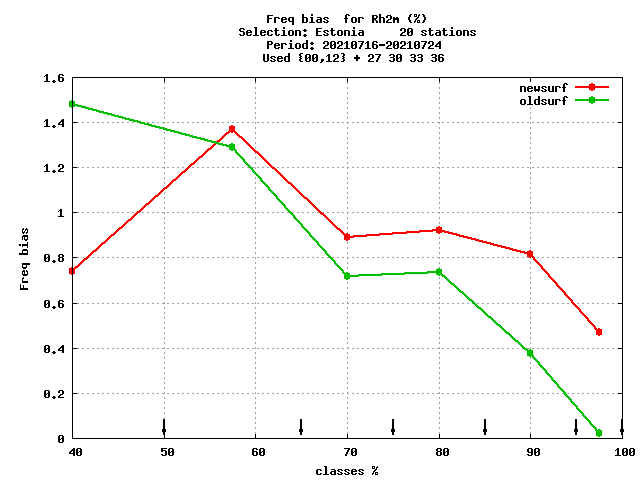 Freq bias  for Rh2m (%)
Selection: Estonia     20 stations
Period: 20210716-20210724
Used {00,12} + 27 30 33 36
newsurf
oldsurf
1.6
1.4
1.2
1
0.8
0.6
0.4
0.2
0
Freq bias
40 50 60 70 80 90 100
classes %